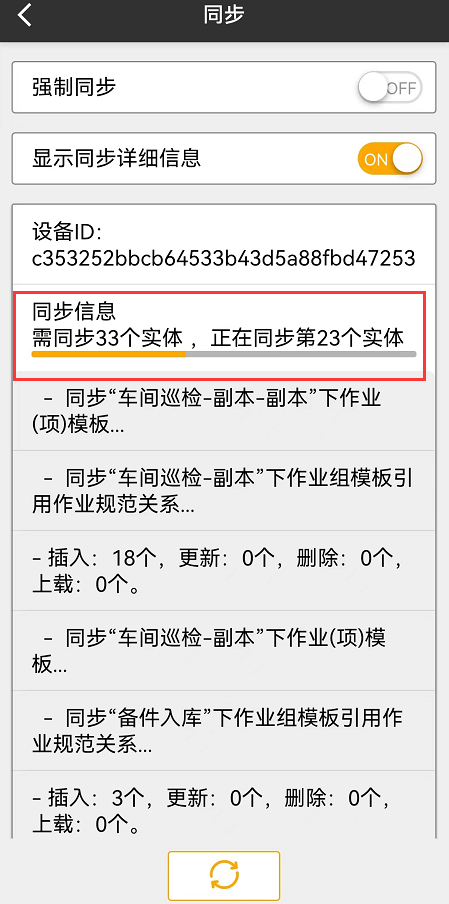 同步
强制同步
OFF
显示同步详细信息
ON
设备ID:
c353252bbcb64533b43d5a88fbd47253
同步信息
需同步33个实体 ，正在同步第23个实体
- 同步“车间巡检-副本-副本”下作业
(项)模板...
- 同步“车间巡检-副本”下作业组模板引
用作业规范关系...
- 插入：18个，更新：0个，删除：0个，
上载：0个。
- 同步“车间巡检-副本”下作业(项)模
板...
- 同步“备件入库”下作业组模板引用作
业规范关系...
- 插入：3个，更新：0个，删除：0个，
上载：0个。